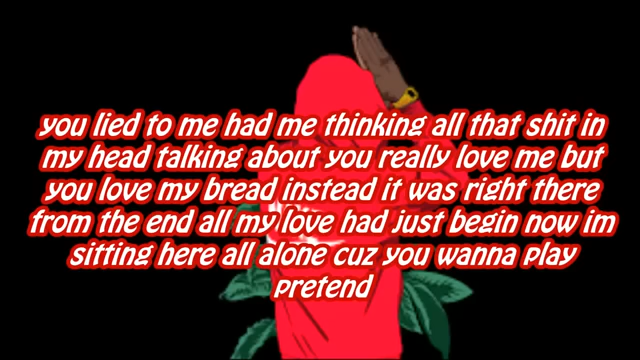 you lied to me had me thinking all that shit in
my head talking about you really love me but
you love my bread instead it was right there
from the end all my love had just begin now im
sitting here all alone cuz you wanna play
pretend